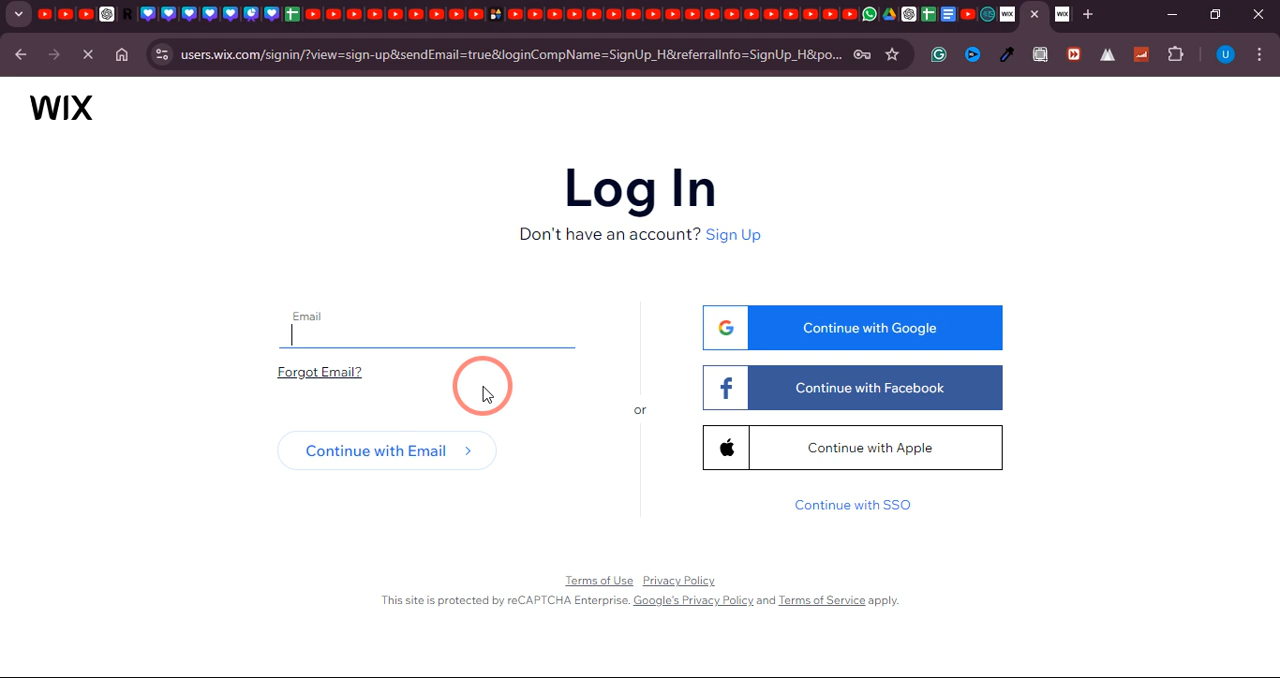 users.wix.com/signin/?view=sign-up&sendEmail=true&loginCompName=SignUp_H&referralInfo=SignUp_H&po...
U
WIX
Log In
Don't have an account? Sign Up
Email
Forgot Email?
Continue with Email
or
Continue with Google
Continue with Facebook
Continue with Apple
Continue with SSO
Terms of Use Privacy Policy
This site is protected by reCAPTCHA Enterprise. Google's Privacy Policy and Terms of Service apply.